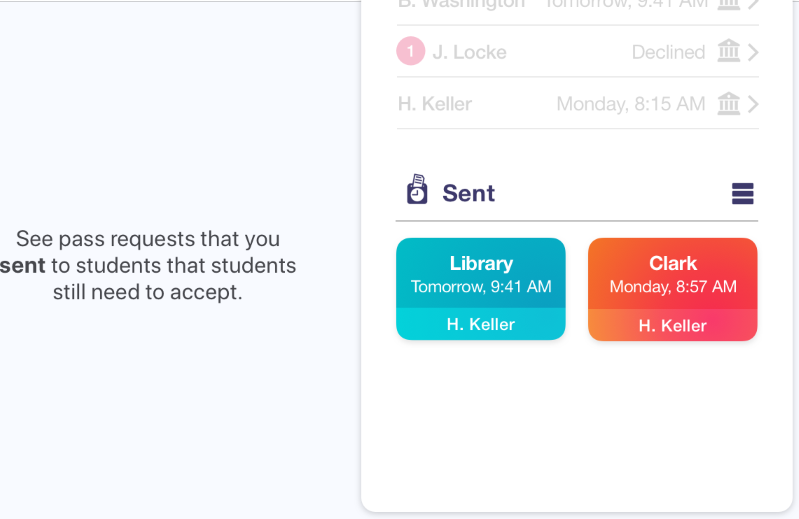 B. Washington Tomorrow, 9:41 AM
1 J. Locke Declined
H. Keller Monday, 8:15 AM
Sent
See pass requests that you
sent to students that students
still need to accept.
Library
Tomorrow, 9:41 AM
H. Keller
Clark
Monday, 8:57 AM
H. Keller